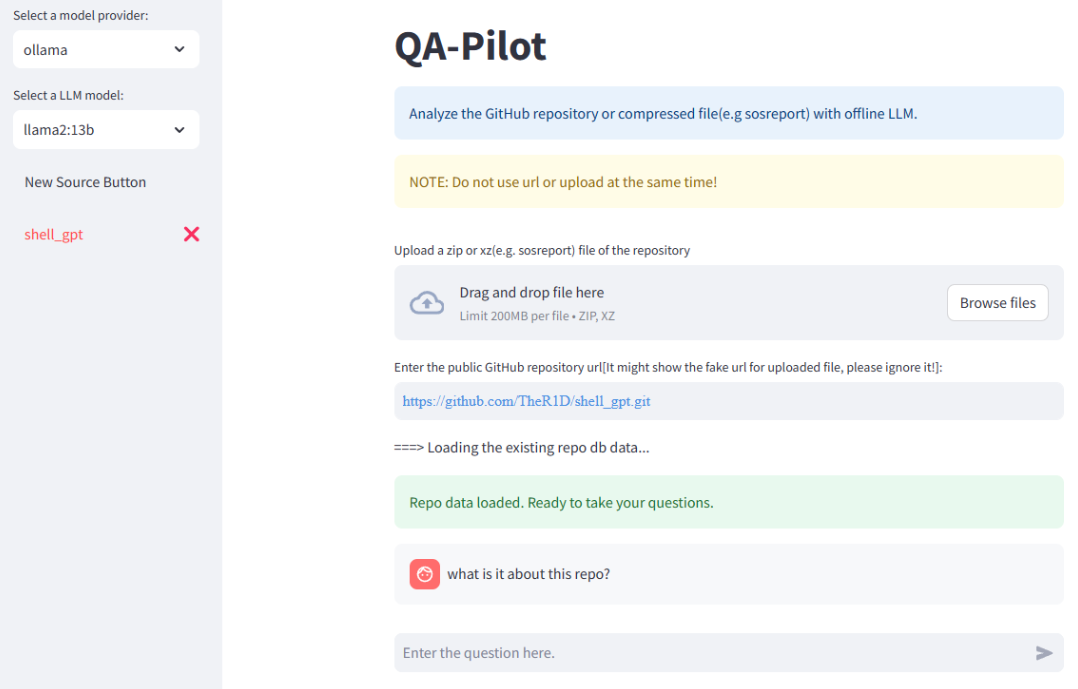 Select a model provider:
ollama
Select a LLM model:
llama2:13b
New Source Button
shell_gpt
QA-Pilot
Analyze the GitHub repository or compressed file(e.g sosreport) with offline LLM.
NOTE: Do not use url or upload at the same time!
Upload a zip or xz(e.g. sosreport) file of the repository
Drag and drop file here
Limit 200MB per file • ZIP, XZ
Browse files
Enter the public GitHub repository url[It might show the fake url for uploaded file, please ignore it!]:
https://github.com/TheR1D/shell_gpt.git
===> Loading the existing repo db data...
Repo data loaded. Ready to take your questions.
what is it about this repo?
Enter the question here.